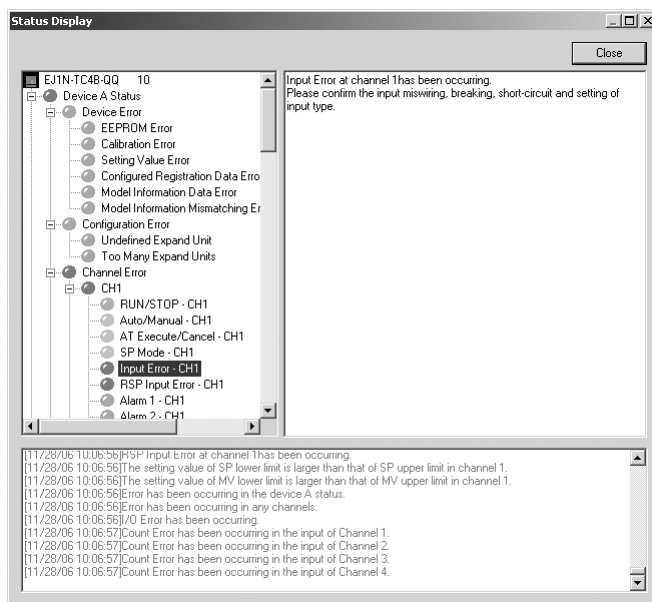 Status Display
Close
EJ1N-TC4B-QQ 10
Device A Status
Device Error
EEPROM Error
Calibration Error
Setting Value Error
Configured Registration Data Erro
Model Information Data Error
Model Information Mismatching Er
Configuration Error
Undefined Expand Unit
Too Many Expand Units
Channel Error
CH1
RUN/STOP - CH1
Auto/Manual - CH1
AT Execute/Cancel - CH1
SP Mode - CH1
Input Error - CH1
RSP Input Error - CH1
Alarm 1 - CH1
Alarm 2 - CH1
Input Error at channel 1has been occurring.
Please confirm the input miswiring, breaking, short-circuit and setting of
input type.
[11/28/06 10:06:56]RSP Input Error at channel 1has been occurring.
[11/28/06 10:06:56]The setting value of SP lower limit is larger than that of SP upper limit in channel 1.
[11/28/06 10:06:56]The setting value of MV lower limit is larger than that of MV upper limit in channel 1.
[11/28/06 10:06:56]Error has been occurring in the device A status.
[11/28/06 10:06:56]Error has been occurring in any channels.
[11/28/06 10:06:56]I/O Error has been occurring.
[11/28/06 10:06:57]Count Error has been occurring in the input of Channel 1.
[11/28/06 10:06:57]Count Error has been occurring in the input of Channel 2.
[11/28/06 10:06:57]Count Error has been occurring in the input of Channel 3.
[11/28/06 10:06:57]Count Error has been occurring in the input of Channel 4.